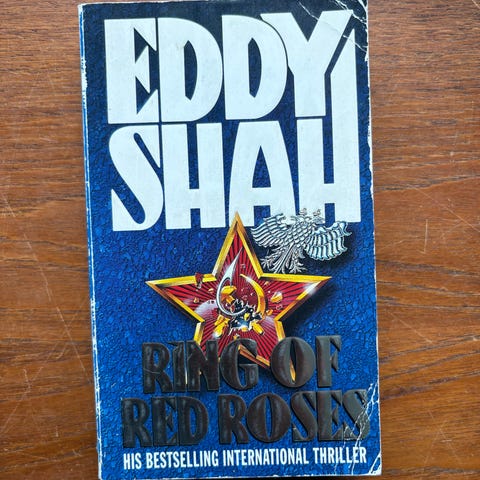 EDDY
SHAH
RING OF
RED ROSES
HIS BESTSELLING INTERNATIONAL THRILLER